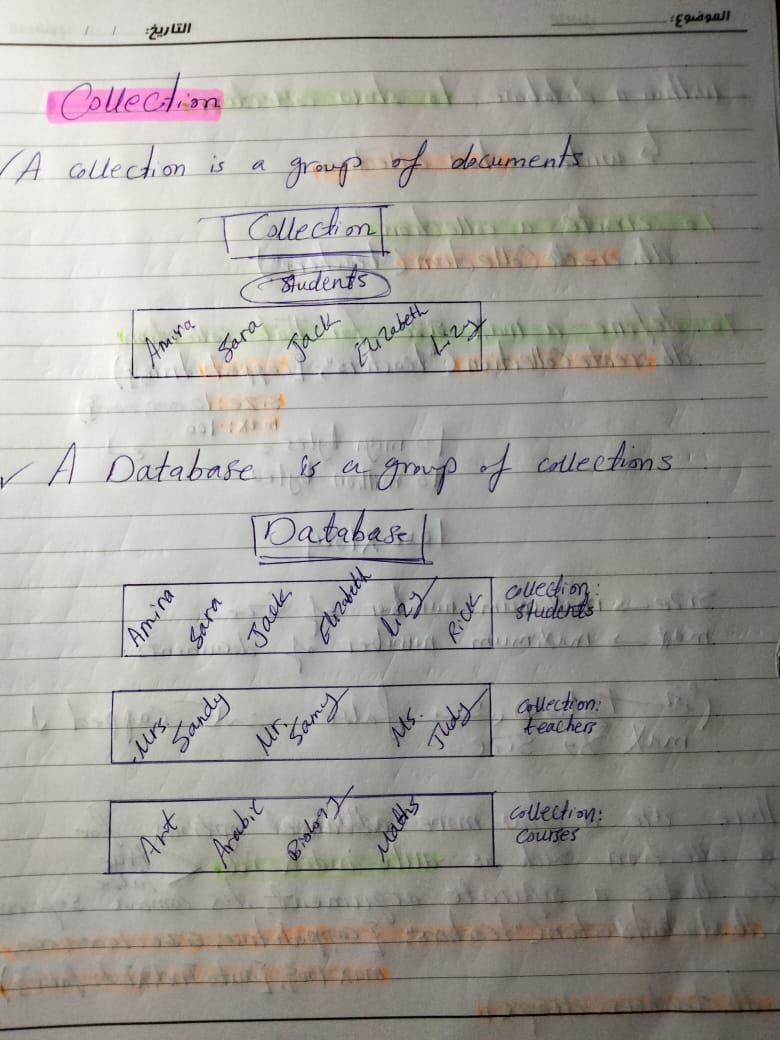 الموضوع:
التاريخ: / /
Collection
✓ A collection is a group of documents
Collection
students
Amina Sara Jack Elizabeth Lizy
✓ A Database is a group of collections
Database
Amina Sara Jack Elizabeth Lizy Rick
collection:
students
Mrs. Sandy Mr. Samy Ms. Judy
collection:
teachers
Art Arabic Biology Maths
collection:
courses